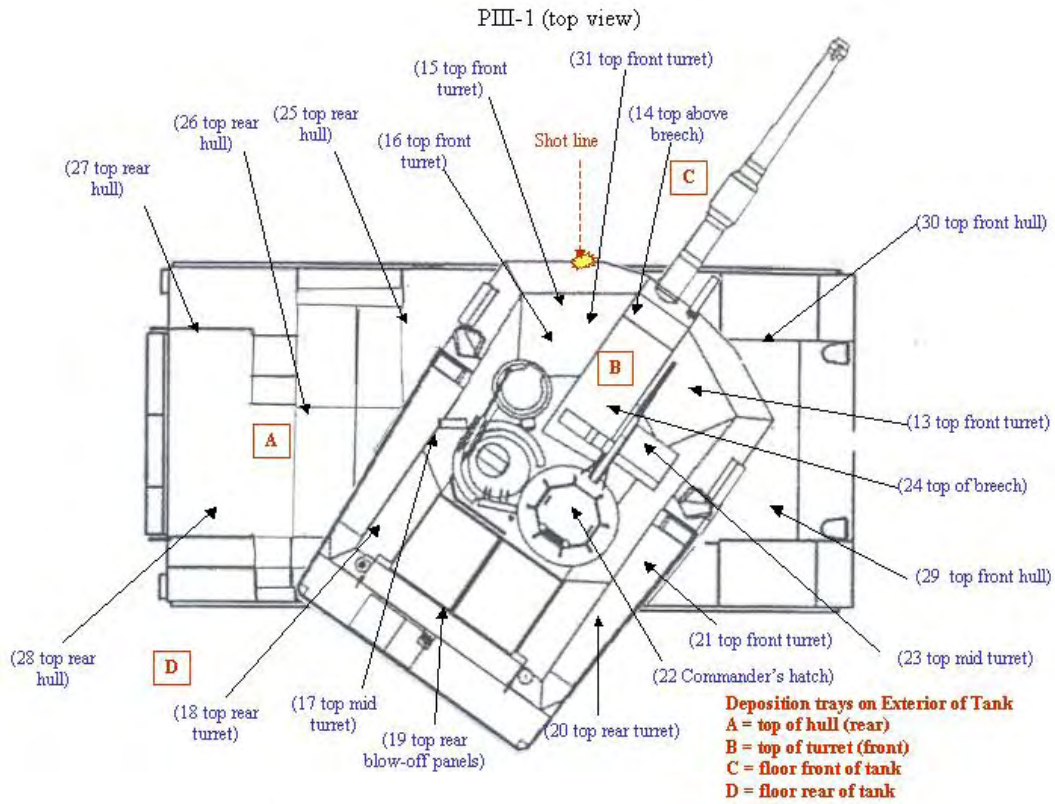 PIII-1 (top view)
(15 top front
turret)
(31 top front turret)
(26 top rear
hull)
(25 top rear
hull)
(16 top front
turret)
Shot line
(14 top above
breech)
(27 top rear
hull)
C
(30 top front hull)
B
A
(13 top front turret)
(24 top of breech)
(29 top front hull)
(28 top rear
hull)
D
(18 top rear
turret)
(17 top mid
turret)
(19 top rear
blow-off panels)
(20 top rear turret)
(22 Commander's hatch)
(21 top front turret)
(23 top mid turret)
Deposition trays on Exterior of Tank
A = top of hull (rear)
B = top of turret (front)
C = floor front of tank
D = floor rear of tank